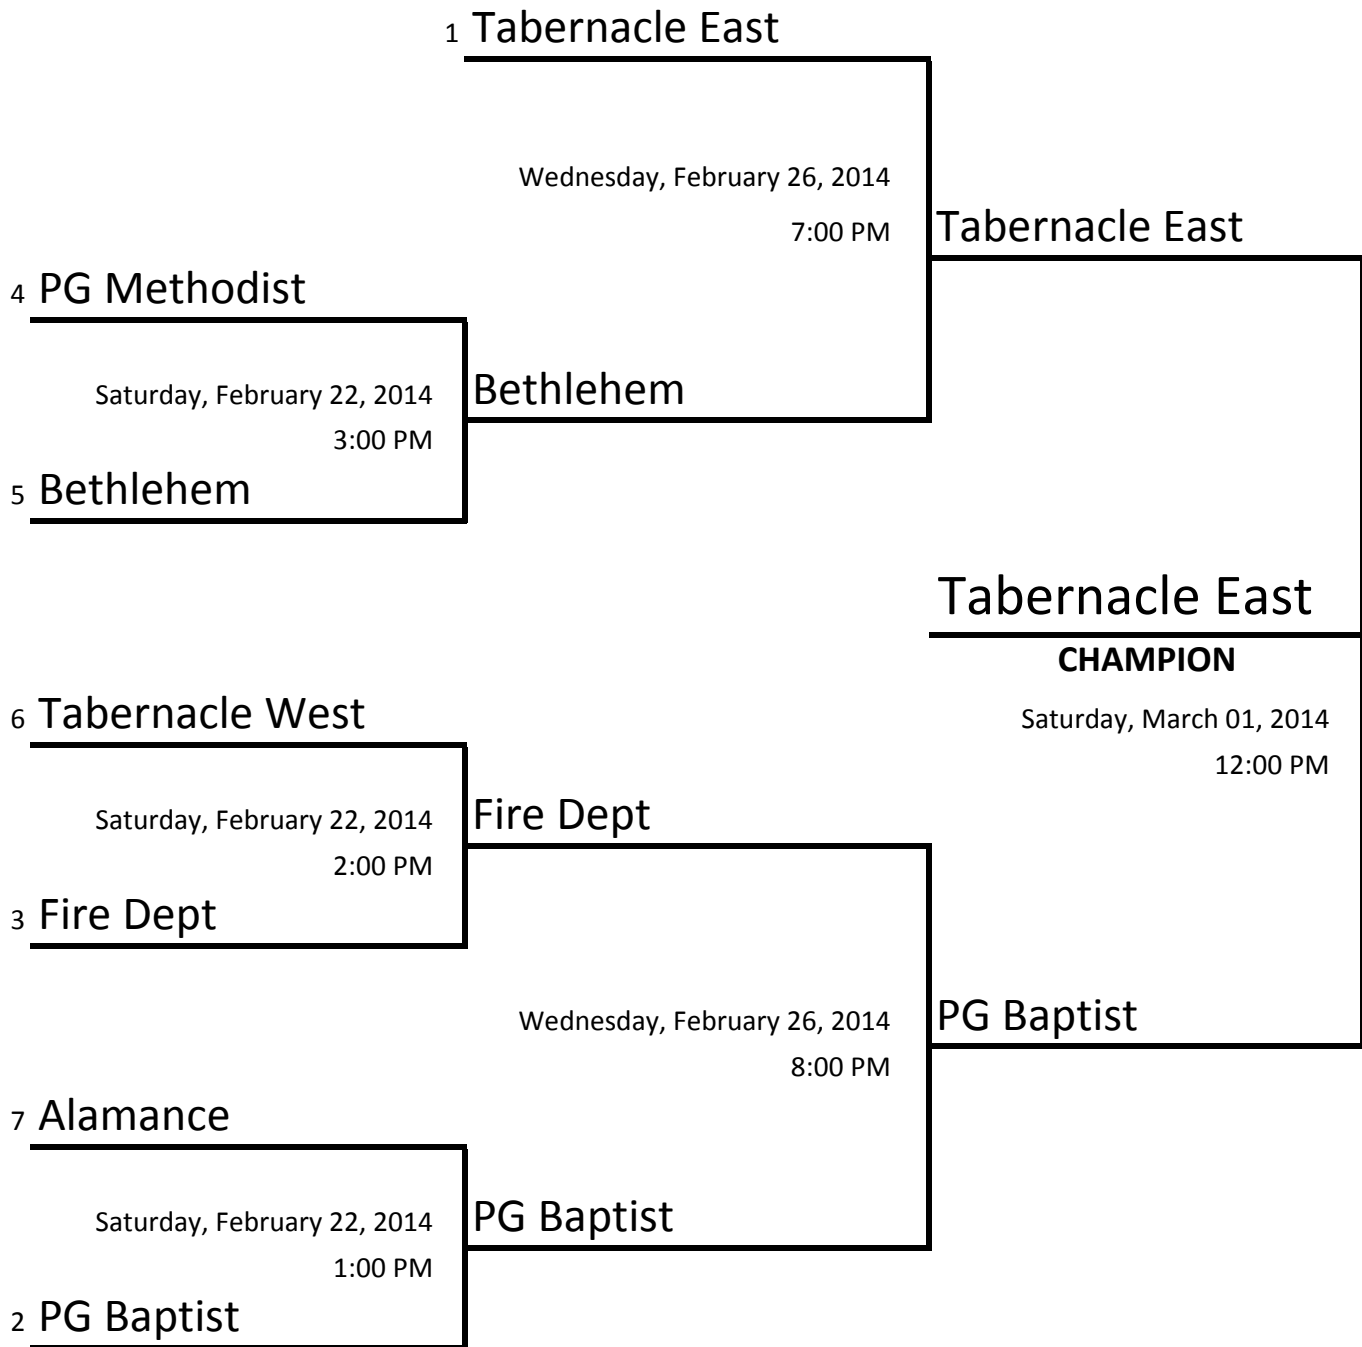 1 Tabernacle East
Wednesday, February 26, 2014
7:00 PM
Tabernacle East
4 PG Methodist
Saturday, February 22, 2014
3:00 PM
Bethlehem
5 Bethlehem
Tabernacle East
CHAMPION
Saturday, March 01, 2014
12:00 PM
6 Tabernacle West
Saturday, February 22, 2014
2:00 PM
Fire Dept
3 Fire Dept
Wednesday, February 26, 2014
8:00 PM
PG Baptist
7 Alamance
Saturday, February 22, 2014
1:00 PM
PG Baptist
2 PG Baptist